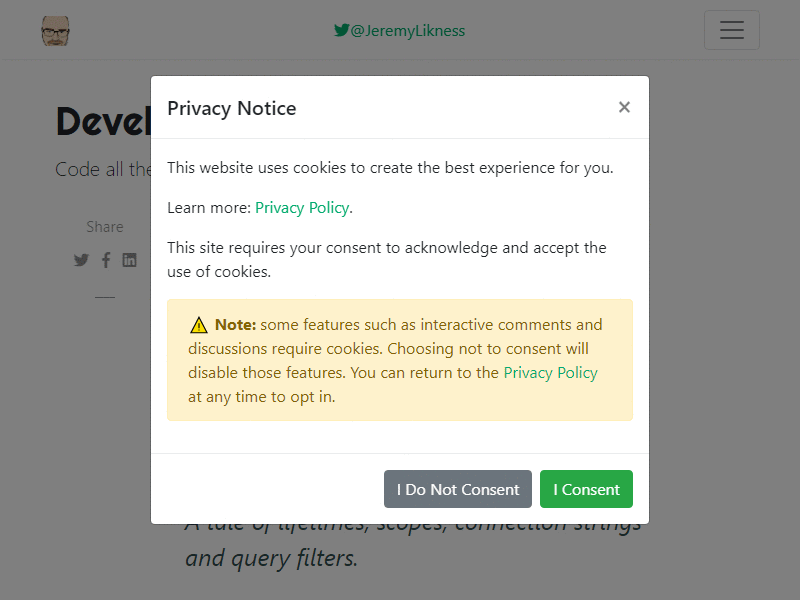 @JeremyLikness
Privacy Notice
×
Devel
Code all the
Share
This website uses cookies to create the best experience for you.
Learn more: Privacy Policy.
This site requires your consent to acknowledge and accept the
use of cookies.
Note: some features such as interactive comments and
discussions require cookies. Choosing not to consent will
disable those features. You can return to the Privacy Policy
at any time to opt in.
I Do Not Consent
I Consent
A tale of lifetimes, scopes, connection strings
and query filters.